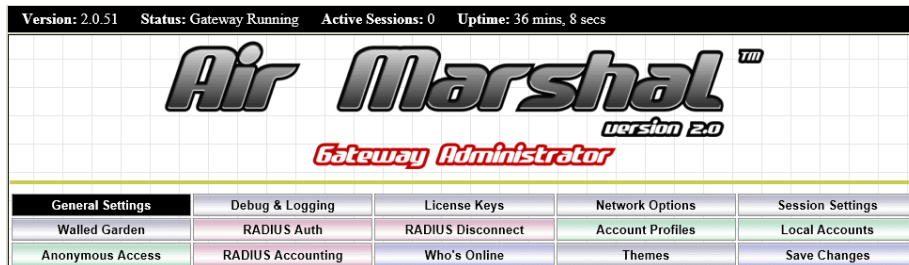 Version: 2.0.51 Status: Gateway Running Active Sessions: 0 Uptime: 36 mins, 8 secs
Air Marshal ™
version 2.0
Gateway Administrator
General Settings Debug & Logging License Keys Network Options Session Settings
Walled Garden RADIUS Auth RADIUS Disconnect Account Profiles Local Accounts
Anonymous Access RADIUS Accounting Who's Online Themes Save Changes